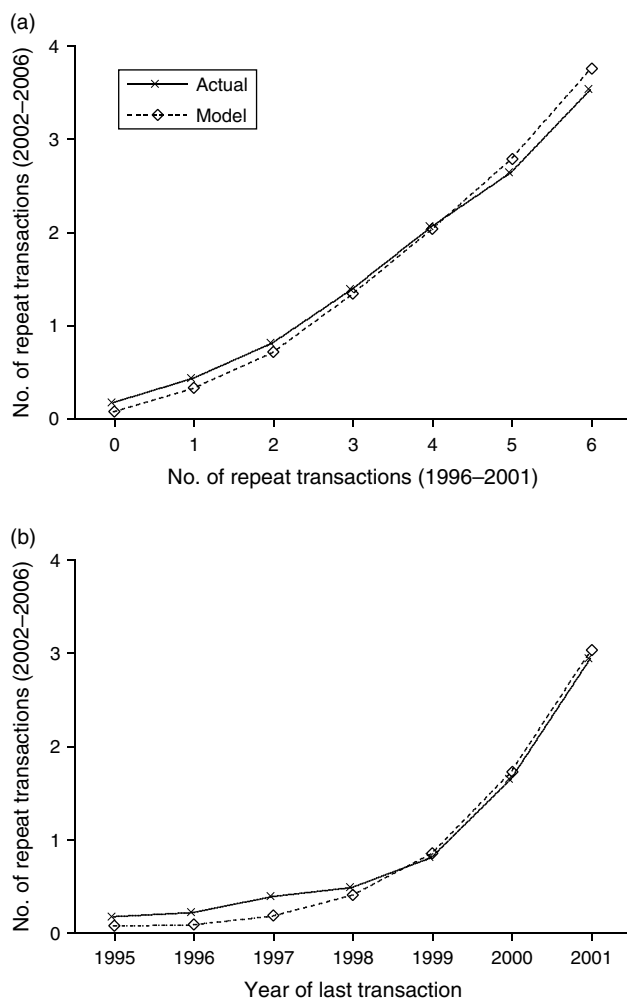 (a)
No. of repeat transactions (2002–2006)
4
3
2
1
0
Actual
Model
0 1 2 3 4 5 6
No. of repeat transactions (1996–2001)
(b)
No. of repeat transactions (2002–2006)
4
3
2
1
0
1995 1996 1997 1998 1999 2000 2001
Year of last transaction